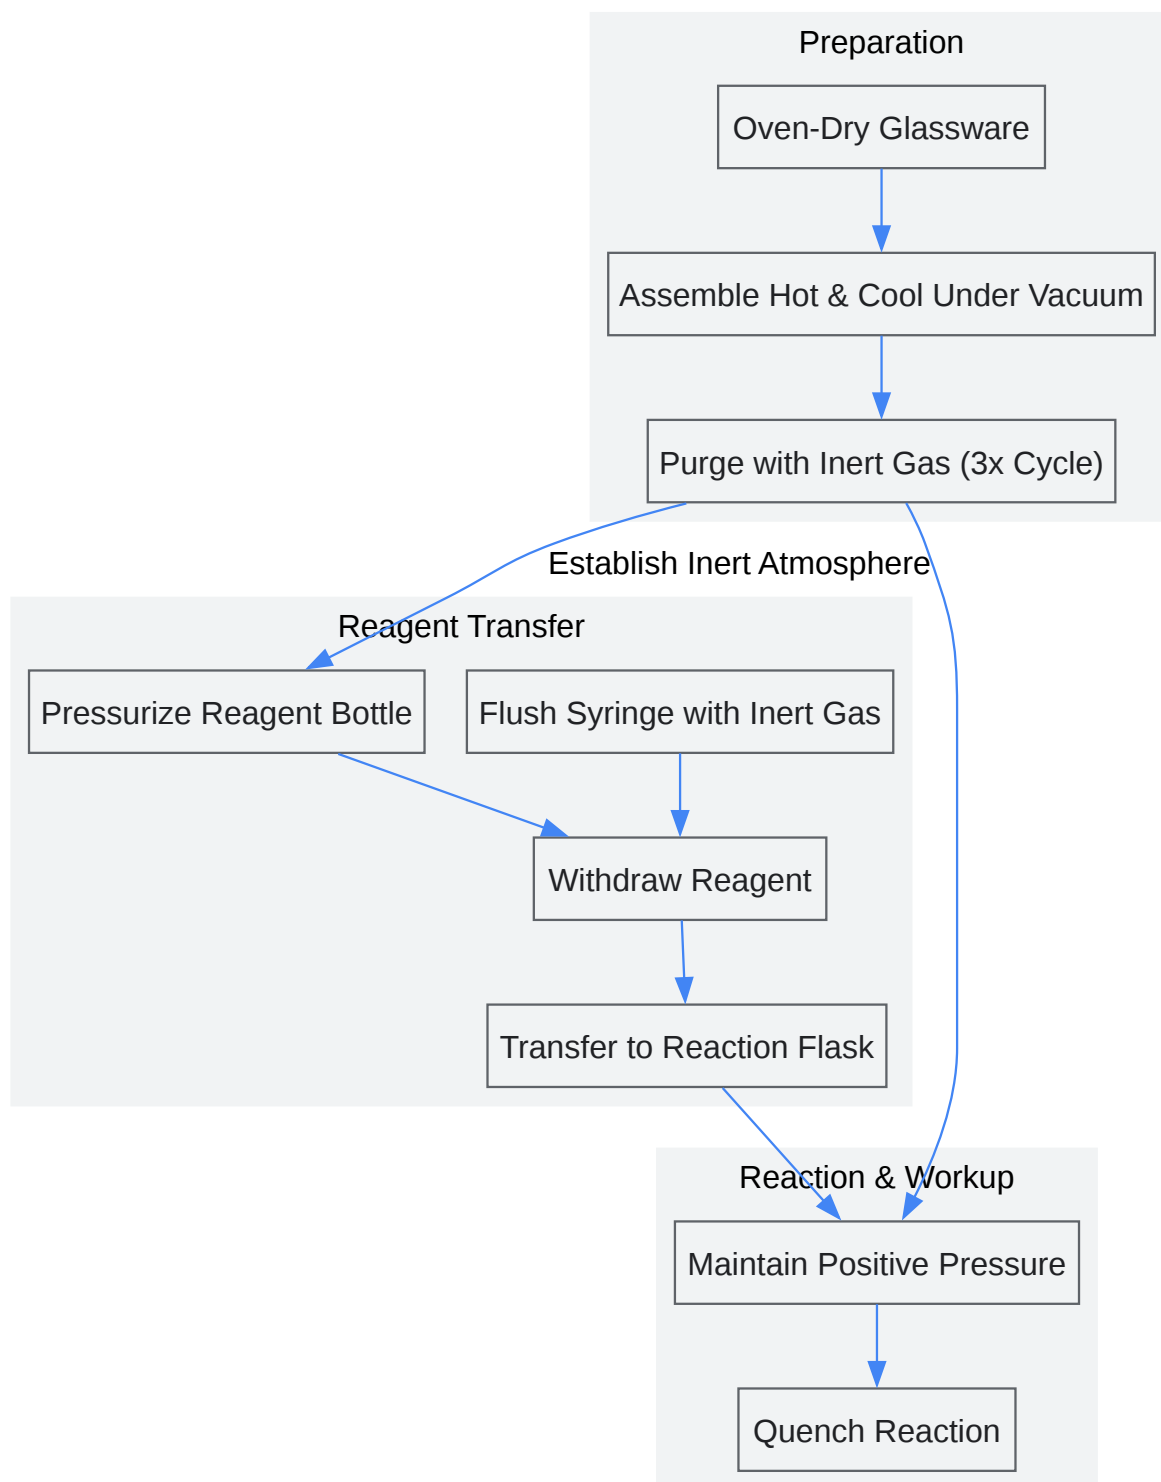 Preparation
Oven-Dry Glassware
Assemble Hot & Cool Under Vacuum
Purge with Inert Gas (3x Cycle)
Establish Inert Atmosphere
Reagent Transfer
Pressurize Reagent Bottle
Flush Syringe with Inert Gas
Withdraw Reagent
Transfer to Reaction Flask
Reaction & Workup
Maintain Positive Pressure
Quench Reaction